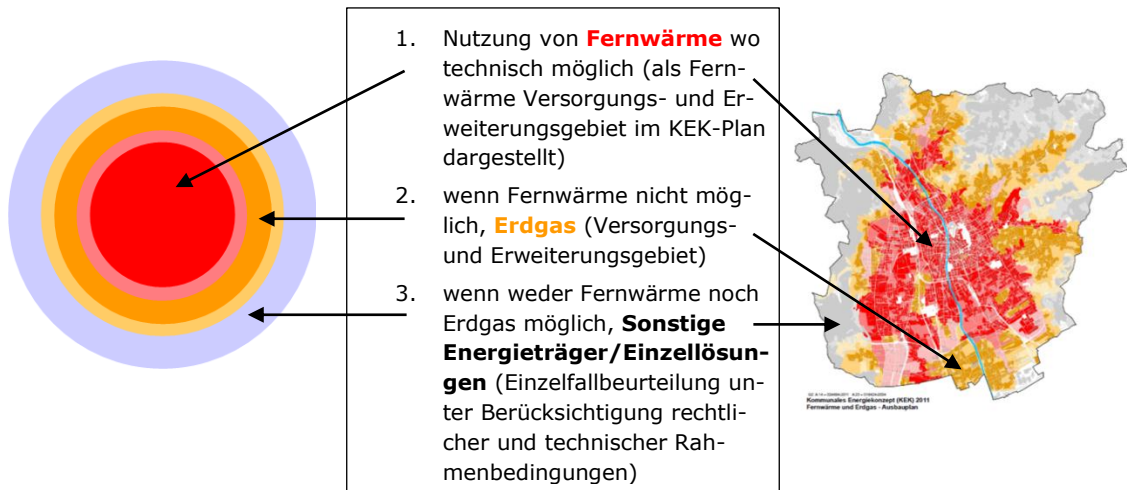 1. Nutzung von Fernwärme wo
technisch möglich (als Fern-
wärme Versorgungs- und Er-
weiterungsgebiet im KEK-Plan
dargestellt)
2. wenn Fernwärme nicht mög-
lich, Erdgas (Versorgungs-
und Erweiterungsgebiet)
3. wenn weder Fernwärme noch
Erdgas möglich, Sonstige
Energieträger/Einzellösun-
gen (Einzelfallbeurteilung un-
ter Berücksichtigung rechtli-
cher und technischer Rah-
menbedingungen)
Kommunales Energiekonzept (KEK) 2011
Fernwärme und Erdgas - Ausbauplan